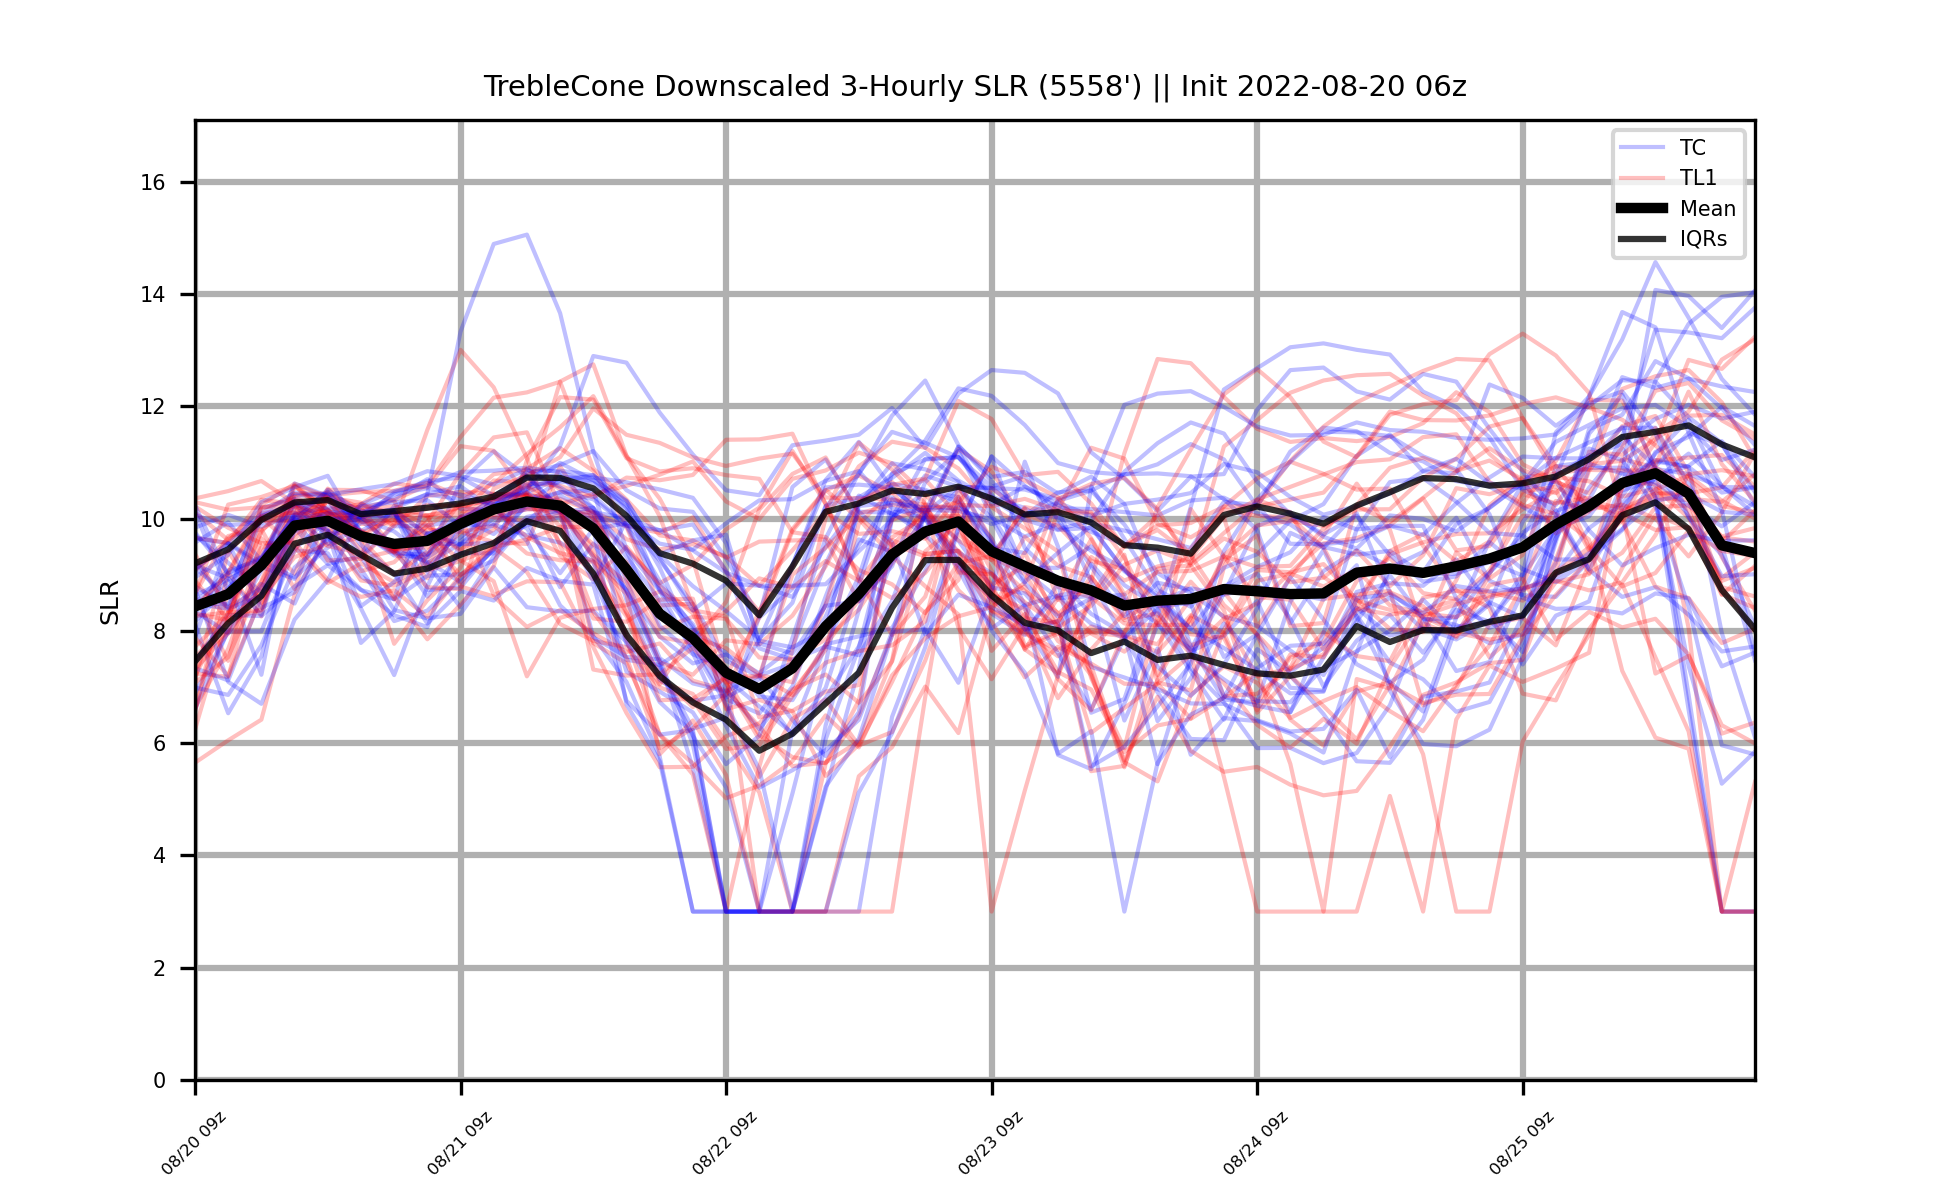 TrebleCone Downscaled 3-Hourly SLR (5558') || Init 2022-08-20 06z
TC
TL1
Mean
IQRs
16
14
12
10
8
6
4
2
0
SLR
08/20 09z
08/21 09z
08/22 09z
08/23 09z
08/24 09z
08/25 09z